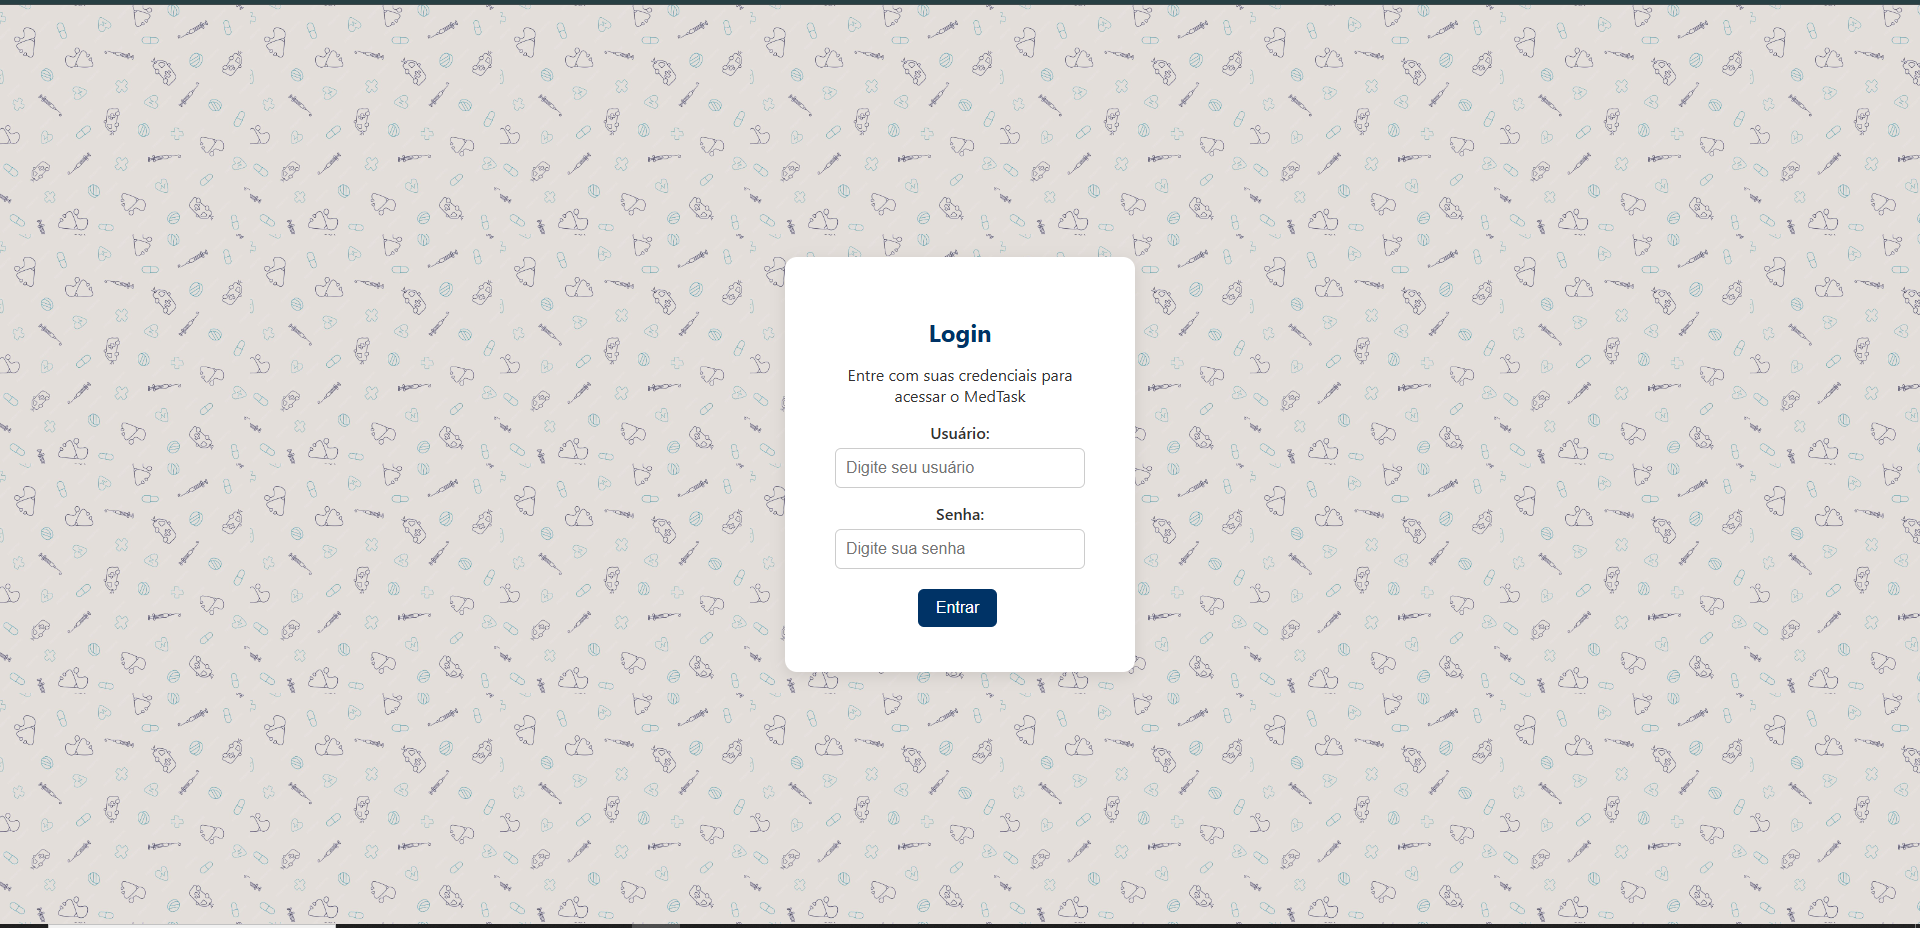 Login
Entre com suas credenciais para
acessar o MedTask
Usuário:
Digite seu usuário
Senha:
Digite sua senha
Entrar